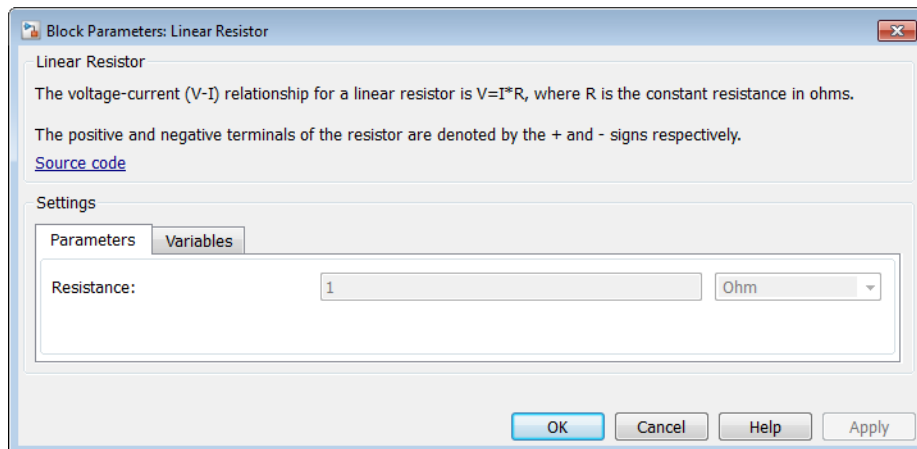 Block Parameters: Linear Resistor
Linear Resistor
The voltage-current (V-I) relationship for a linear resistor is V=I*R, where R is the constant resistance in ohms.
The positive and negative terminals of the resistor are denoted by the + and - signs respectively.
Source code
Settings
Parameters Variables
Resistance: 1 Ohm
OK Cancel Help Apply